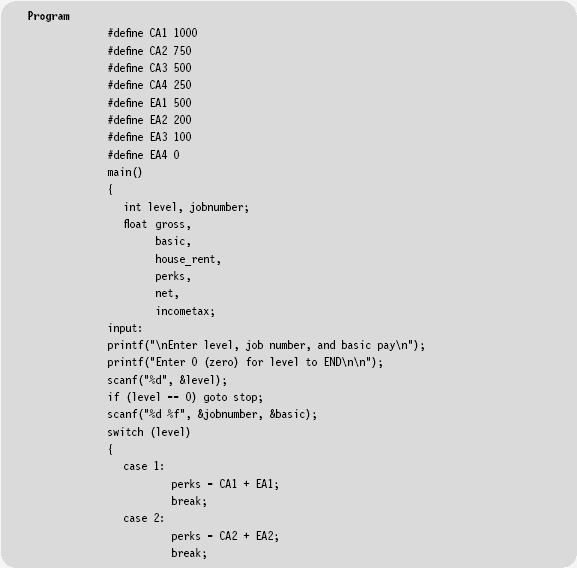 Program
#define CA1 1000
#define CA2 750
#define CA3 500
#define CA4 250
#define EA1 500
#define EA2 200
#define EA3 100
#define EA4 0
main()
{
int level, jobnumber;
float gross,
basic,
house_rent,
perks,
net,
incometax;
input:
printf("\nEnter level, job number, and basic pay\n");
printf("Enter 0 (zero) for level to END\n\n");
scanf("%d", &level);
if (level == 0) goto stop;
scanf("%d %f", &jobnumber, &basic);
switch (level)
{
case 1:
perks = CA1 + EA1;
break;
case 2:
perks = CA2 + EA2;
break;